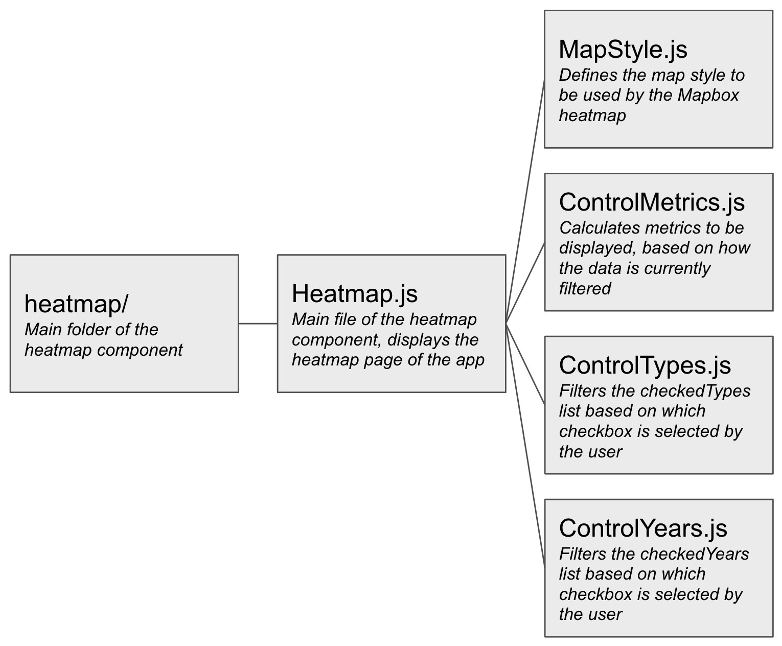 heatmap/
Main folder of the
heatmap component
Heatmap.js
Main file of the heatmap
component, displays the
heatmap page of the app
MapStyle.js
Defines the map style to
be used by the Mapbox
heatmap
ControlMetrics.js
Calculates metrics to be
displayed, based on how
the data is currently
filtered
ControlTypes.js
Filters the checkedTypes
list based on which
checkbox is selected by
the user
ControlYears.js
Filters the checkedYears
list based on which
checkbox is selected by
the user